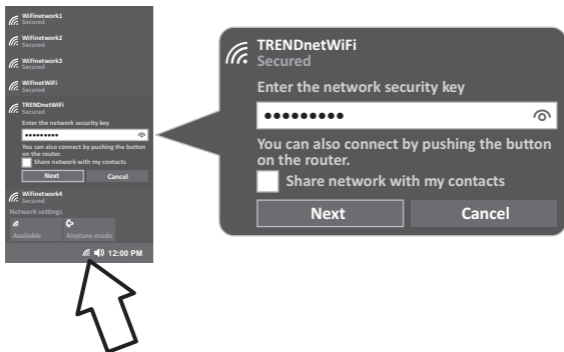 WiFinetwork1
Secured
WiFinetwork2
Secured
WiFinetwork3
Secured
WiFinetWiFi
Secured
TRENDnetWiFi
Secured
Enter the network security key
●●●●●●●●●
You can also connect by pushing the button
on the router.
Share network with my contacts
Next Cancel
WiFinetwork4
Secured
Network settings
Available Airplane mode
12:00 PM
TRENDnetWiFi
Secured
Enter the network security key
●●●●●●●●●
You can also connect by pushing the button
on the router.
Share network with my contacts
Next Cancel